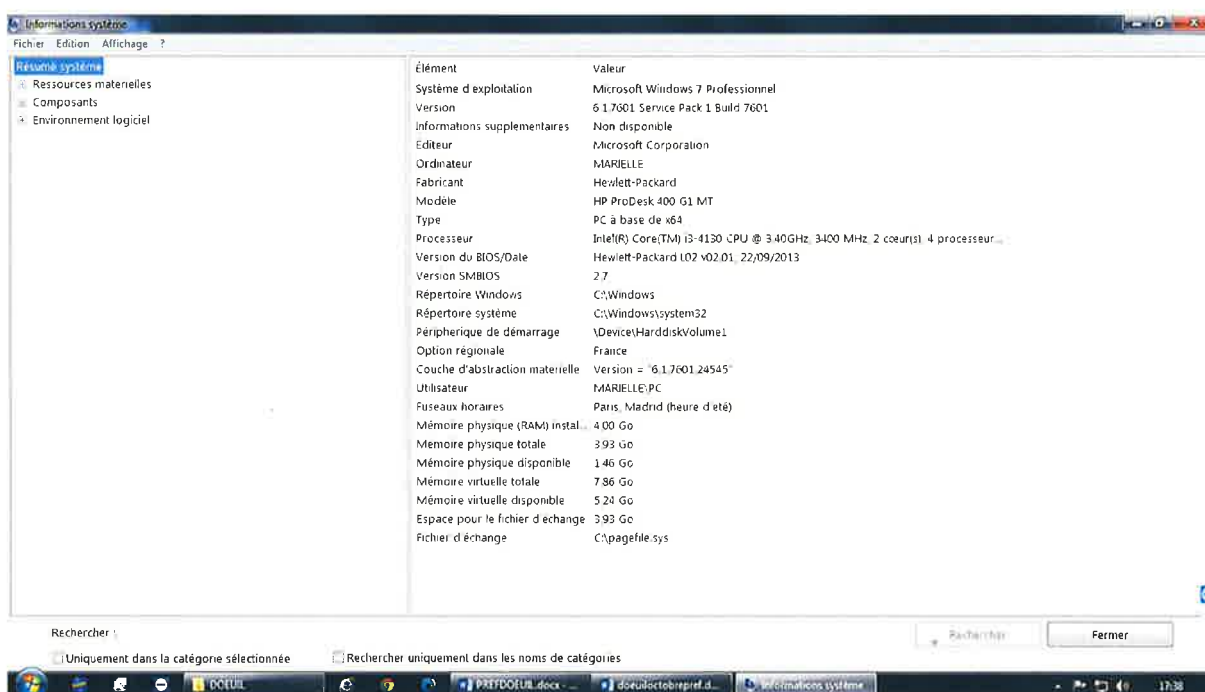 Informations système
Fichier Edition Affichage ?
Résumé système
Ressources materielles
Composants
Environnement logiciel
Élément Valeur
Système d exploitation Microsoft Windows 7 Professionnel
Version 6 1.7601 Service Pack 1 Build 7601
Informations supplementaires Non disponible
Editeur Microsoft Corporation
Ordinateur MARIELLE
Fabricant Hewlett-Packard
Modèle HP ProDesk 400 G1 MT
Type PC à base de x64
Processeur Intel(R) Core(TM) i3-4130 CPU @ 3.40GHz, 3400 MHz, 2 cœur(s), 4 processeur...
Version du BIOS/Date Hewlett-Packard L02 v02.01, 22/09/2013
Version SMBIOS 2.7
Répertoire Windows C:\Windows
Répertoire système C:\Windows\system32
Péripherique de démarrage \Device\HarddiskVolume1
Option régionale France
Couche d'abstraction materielle Version = "6.1.7601.24545"
Utilisateur MARIELLE\PC
Fuseaux horaires Paris, Madrid (heure d'eté)
Mémoire physique (RAM) instal... 4.00 Go
Memoire physique totale 3.93 Go
Mémoire physique disponible 1.46 Go
Mémoire virtuelle totale 7.86 Go
Mémoire virtuelle disponible 5.24 Go
Espace pour le fichier d echange 3.93 Go
Fichier d'échange C:\pagefile.sys
Rechercher : Rechercher Fermer
Uniquement dans la catégorie sélectionnée Rechercher uniquement dans les noms de catégories
DOEUIL PREFDOEUIL.docx - ... doeuiloctobrepref.d... Informations système 17:38